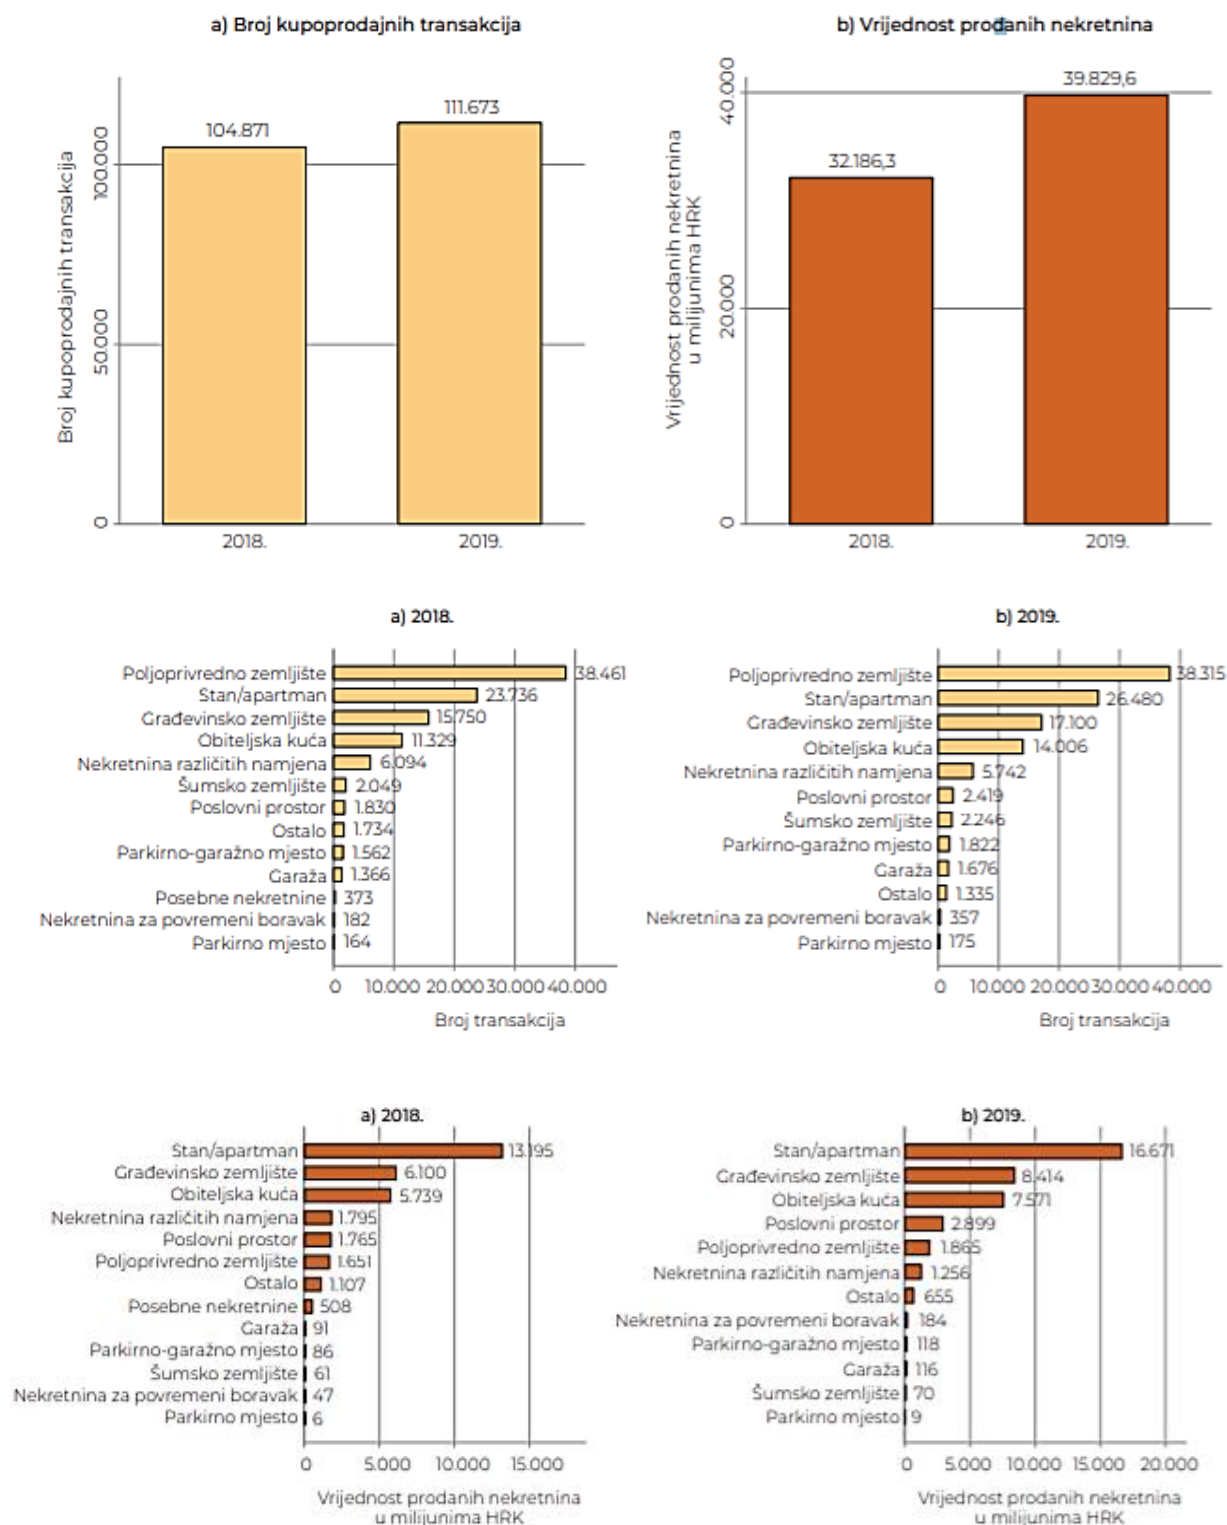 a) Broj kupoprodajnih transakcija
Broj kupoprodajnih transakcija
100.000
50.000
0
104.871
111.673
2018.
2019.
b) Vrijednost prodanih nekretnina
Vrijednost prodanih nekretnina
u milijunima HRK
40.000
20.000
0
32.186,3
39.829,6
2018.
2019.
a) 2018.
Poljoprivredno zemljište 38.461
Stan/apartman 23.736
Građevinsko zemljište 15.750
Obiteljska kuća 11.329
Nekretnina različitih namjena 6.094
Šumsko zemljište 2.049
Poslovni prostor 1.830
Ostalo 1.734
Parkirno-garažno mjesto 1.562
Garaža 1.366
Posebne nekretnine 373
Nekretnina za povremeni boravak 182
Parkirno mjesto 164
0 10.000 20.000 30.000 40.000
Broj transakcija
b) 2019.
Poljoprivredno zemljište 38.315
Stan/apartman 26.480
Građevinsko zemljište 17.100
Obiteljska kuća 14.006
Nekretnina različitih namjena 5.742
Poslovni prostor 2.419
Šumsko zemljište 2.246
Parkirno-garažno mjesto 1.822
Garaža 1.676
Ostalo 1.335
Nekretnina za povremeni boravak 357
Parkirno mjesto 175
0 10.000 20.000 30.000 40.000
Broj transakcija
a) 2018.
Stan/apartman 13.195
Građevinsko zemljište 6.100
Obiteljska kuća 5.739
Nekretnina različitih namjena 1.795
Poslovni prostor 1.765
Poljoprivredno zemljište 1.651
Ostalo 1.107
Posebne nekretnine 508
Garaža 91
Parkirno-garažno mjesto 86
Šumsko zemljište 61
Nekretnina za povremeni boravak 47
Parkirno mjesto 6
0 5.000 10.000 15.000
Vrijednost prodanih nekretnina
u milijunima HRK
b) 2019.
Stan/apartman 16.671
Građevinsko zemljište 8.414
Obiteljska kuća 7.571
Poslovni prostor 2.899
Poljoprivredno zemljište 1.865
Nekretnina različitih namjena 1.256
Ostalo 655
Nekretnina za povremeni boravak 184
Parkirno-garažno mjesto 118
Garaža 116
Šumsko zemljište 70
Parkirno mjesto 9
0 5.000 10.000 15.000 20.000
Vrijednost prodanih nekretnina
u milijunima HRK